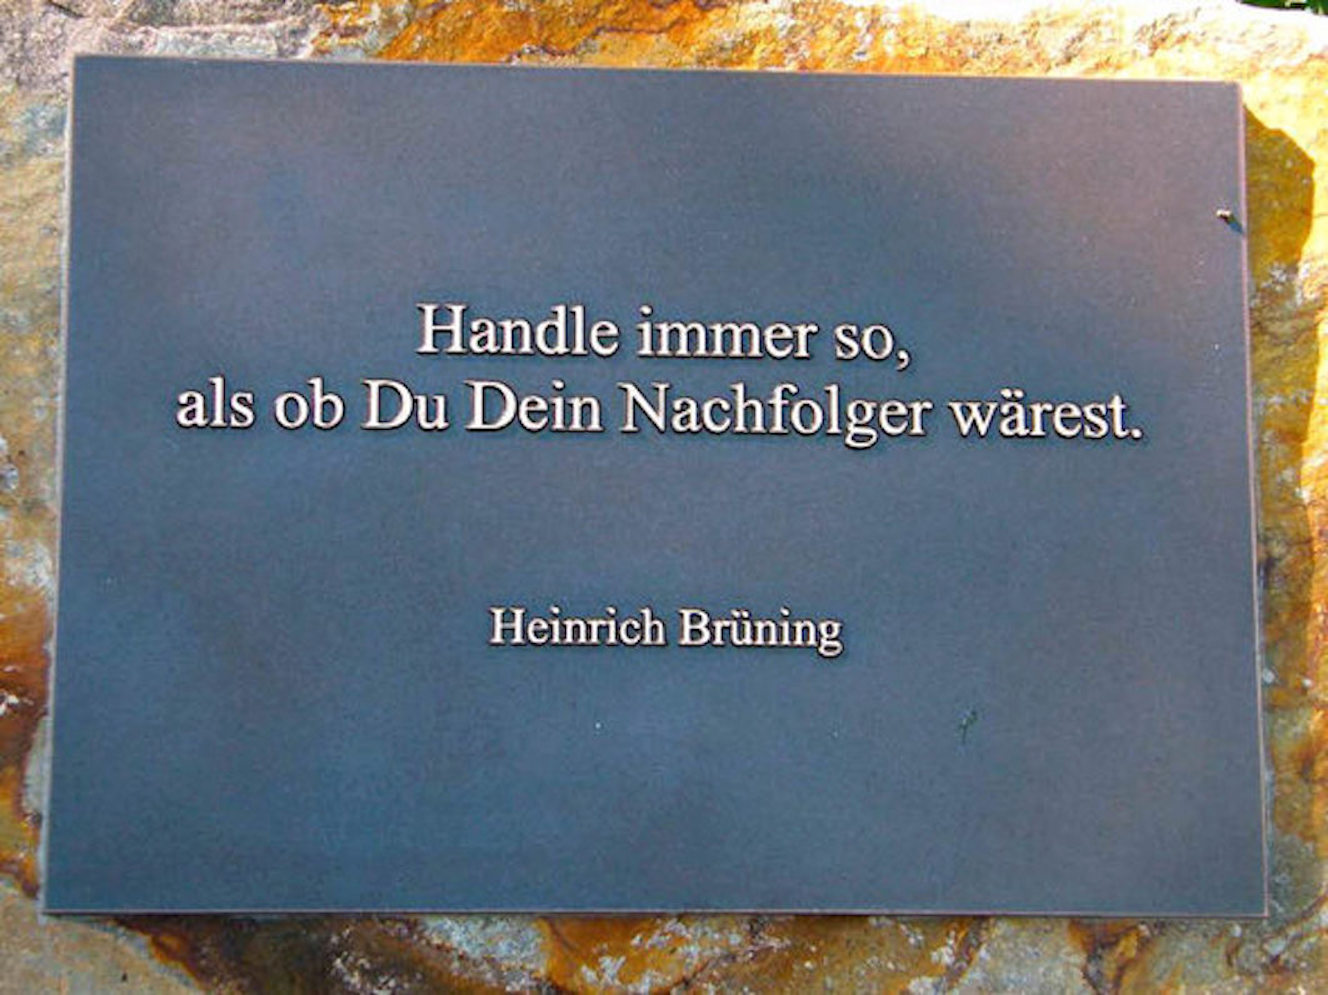 Handle immer so,
als ob Du Dein Nachfolger wärest.
Heinrich Brüning